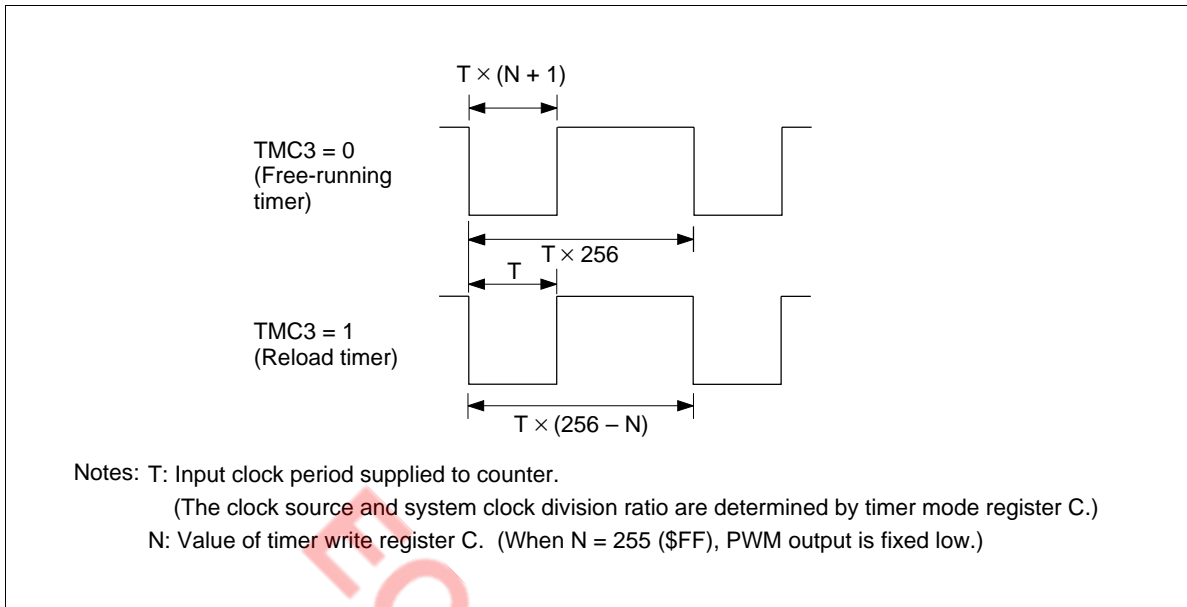 T × (N + 1)
TMC3 = 0
(Free-running
timer)
T × 256
T
TMC3 = 1
(Reload timer)
T × (256 – N)
Notes: T: Input clock period supplied to counter.
(The clock source and system clock division ratio are determined by timer mode register C.)
N: Value of timer write register C. (When N = 255 ($FF), PWM output is fixed low.)